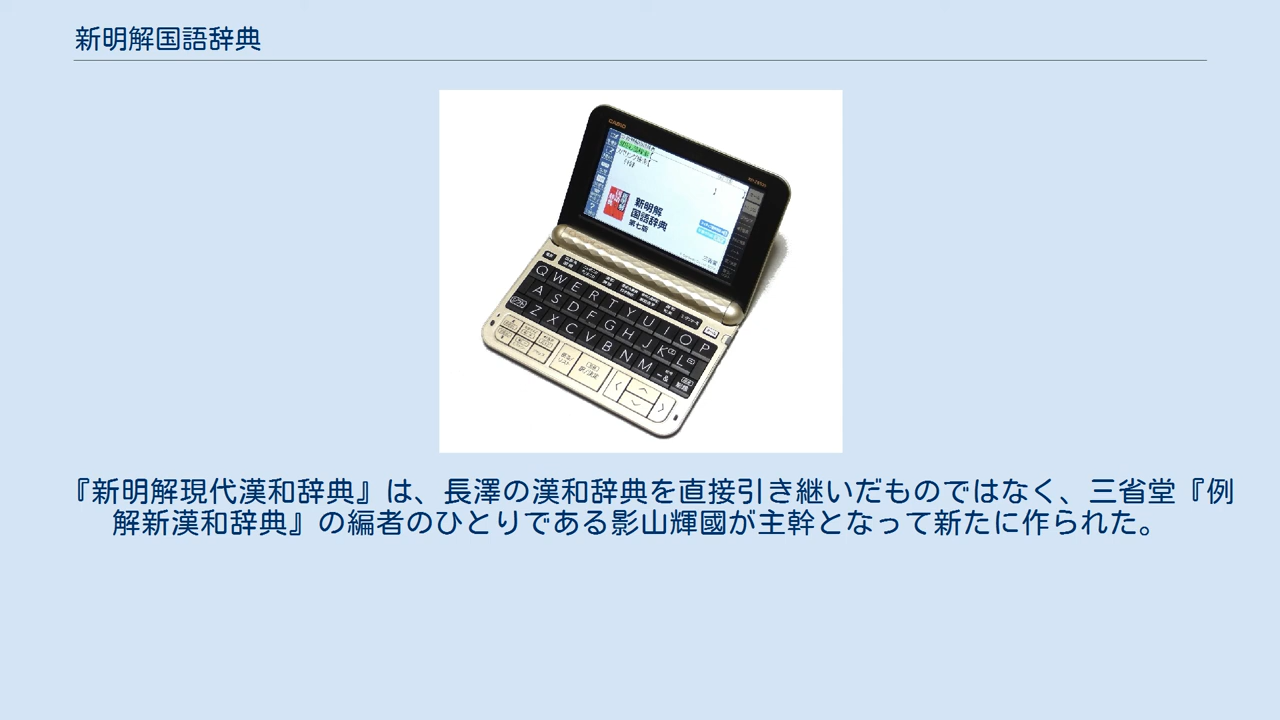 新明解国語辞典
CASIO
新明解
国語辞典
第七版
三省堂
Q W E R T Y U I O P
A S D F G H J K L
Z X C V B N M
『新明解現代漢和辞典』は、長澤の漢和辞典を直接引き継いだものではなく、三省堂『例
解新漢和辞典』の編者のひとりである影山輝國が主幹となって新たに作られた。